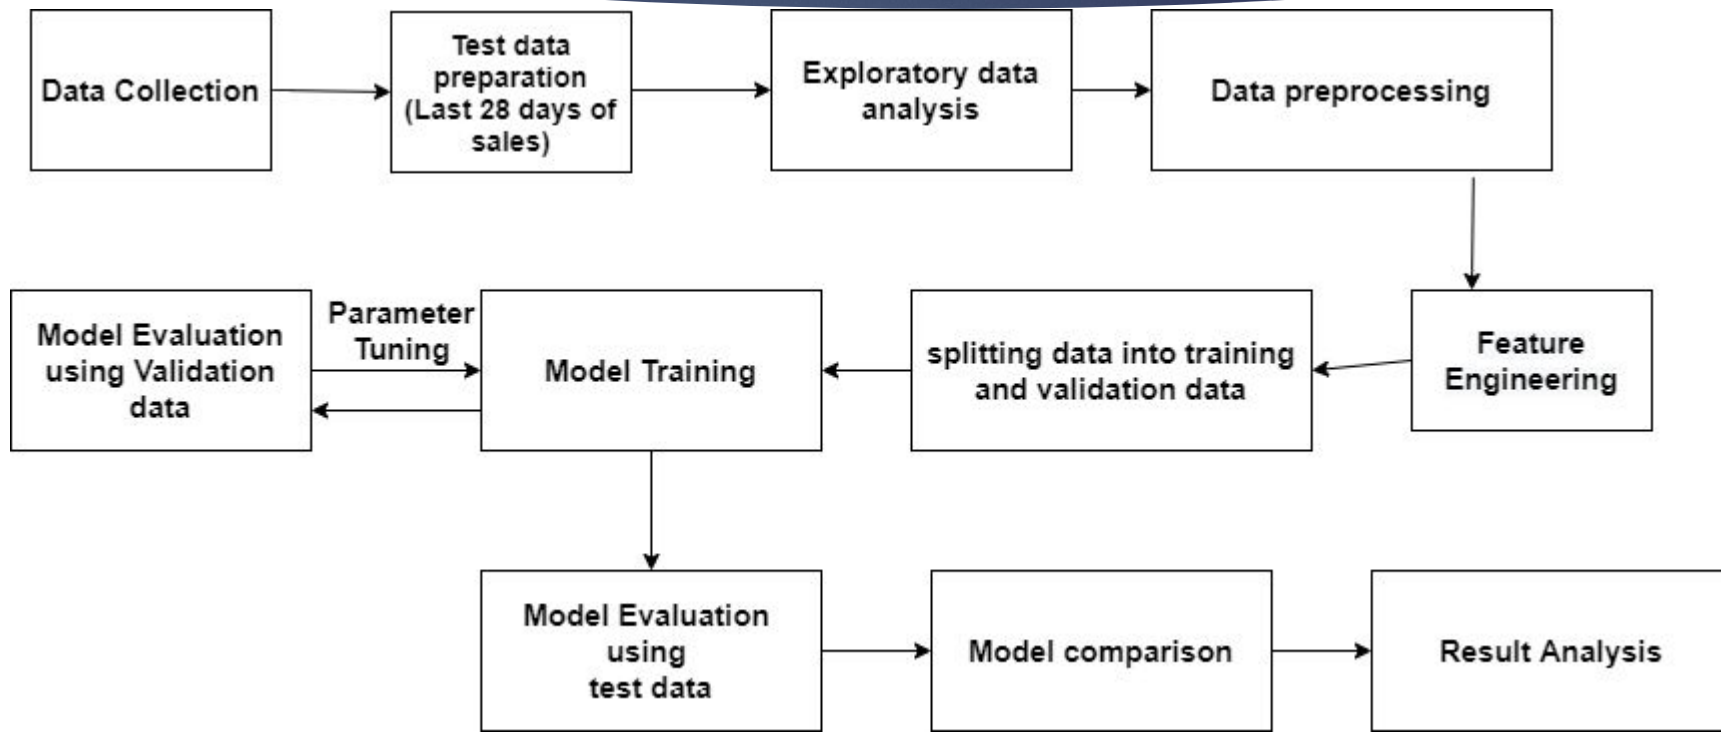 Data Collection
Test data
preparation
(Last 28 days of
sales)
Exploratory data
analysis
Data preprocessing
Model Evaluation
using Validation
data
Parameter
Tuning
Model Training
splitting data into training
and validation data
Feature
Engineering
Model Evaluation
using
test data
Model comparison
Result Analysis